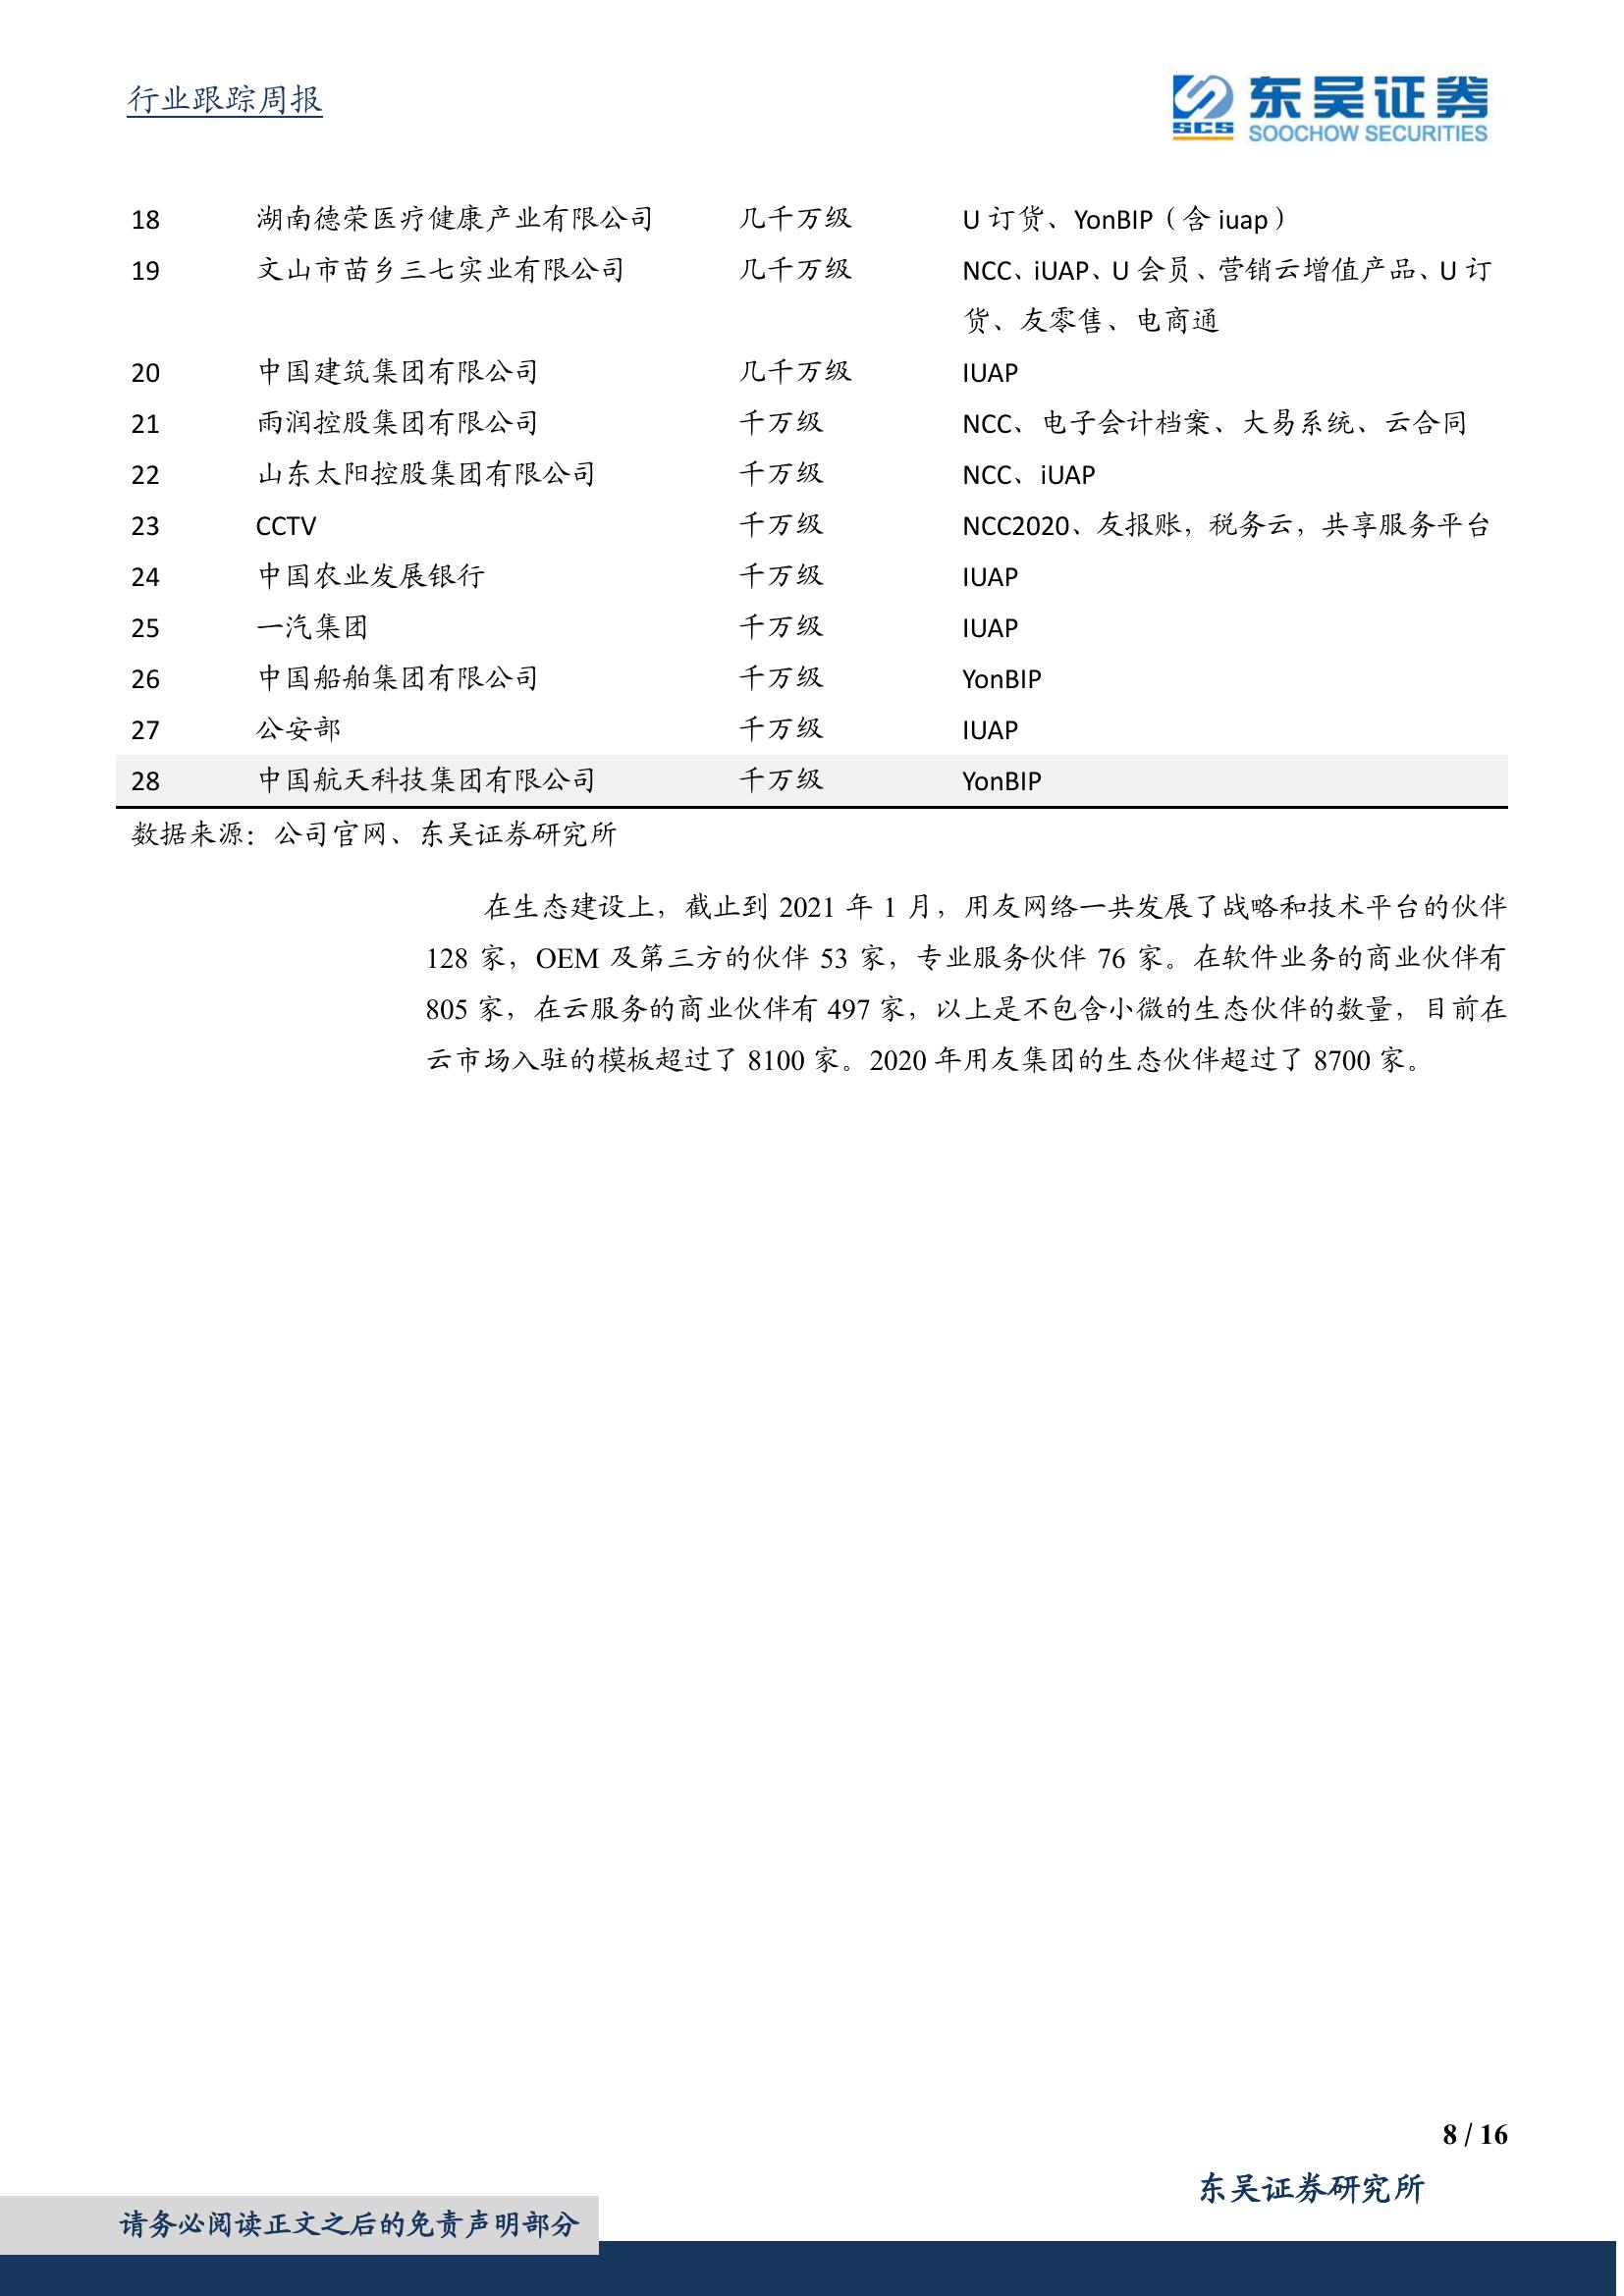 行业跟踪周报
东吴证券
SCS
SOOCHOW SECURITIES
18 湖南德荣医疗健康产业有限公司 几千万级 U 订货、YonBIP（含 iuap）
19 文山市苗乡三七实业有限公司 几千万级 NCC、iUAP、U 会员、营销云增值产品、U 订
货、友零售、电商通
20 中国建筑集团有限公司 几千万级 IUAP
21 雨润控股集团有限公司 千万级 NCC、电子会计档案、大易系统、云合同
22 山东太阳控股集团有限公司 千万级 NCC、iUAP
23 CCTV 千万级 NCC2020、友报账，税务云，共享服务平台
24 中国农业发展银行 千万级 IUAP
25 一汽集团 千万级 IUAP
26 中国船舶集团有限公司 千万级 YonBIP
27 公安部 千万级 IUAP
28 中国航天科技集团有限公司 千万级 YonBIP
数据来源：公司官网、东吴证券研究所
在生态建设上，截止到 2021 年 1 月，用友网络一共发展了战略和技术平台的伙伴
128 家，OEM 及第三方的伙伴 53 家，专业服务伙伴 76 家。在软件业务的商业伙伴有
805 家，在云服务的商业伙伴有 497 家，以上是不包含小微的生态伙伴的数量，目前在
云市场入驻的模板超过了 8100 家。2020 年用友集团的生态伙伴超过了 8700 家。
8 / 16
东吴证券研究所
请务必阅读正文之后的免责声明部分